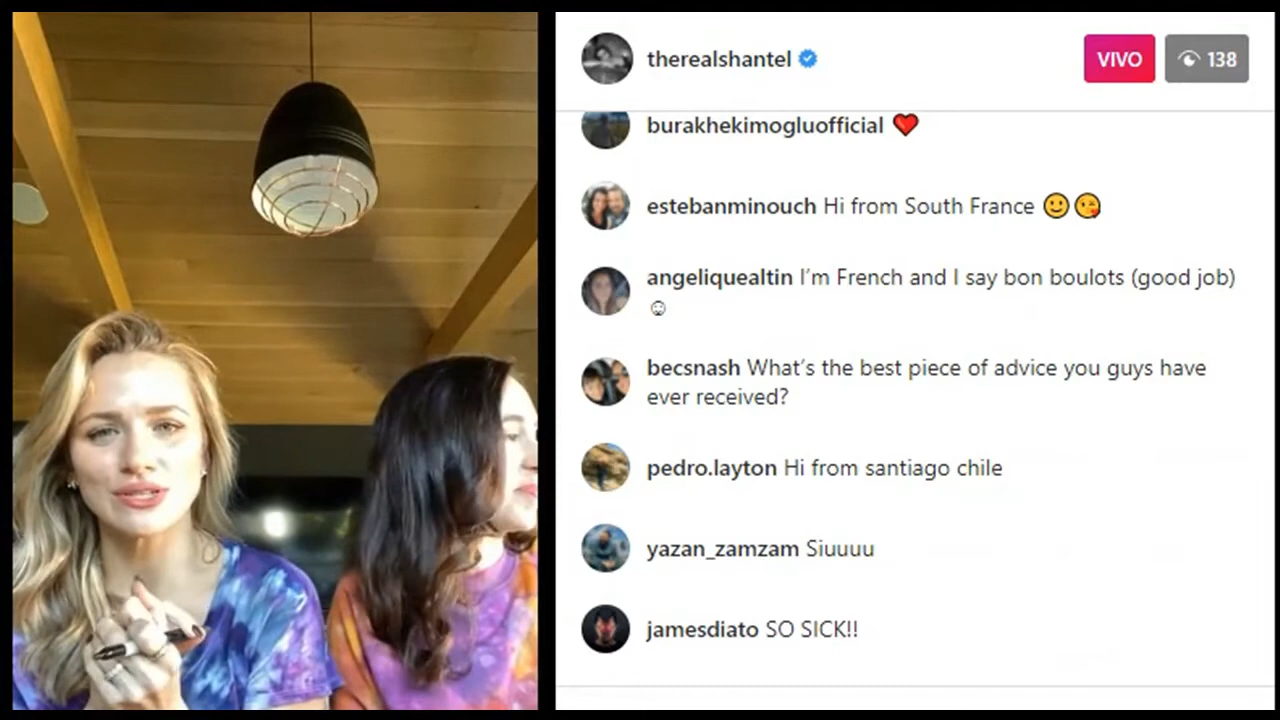 therealshantel
VIVO
138
burakhekimogluofficial ❤️
estebanminouch Hi from South France 🙂😘
angeliquealtin I’m French and I say bon boulots (good job)
☺
becsnash What’s the best piece of advice you guys have
ever received?
pedro.layton Hi from santiago chile
yazan_zamzam Siuuuu
jamesdiato SO SICK!!